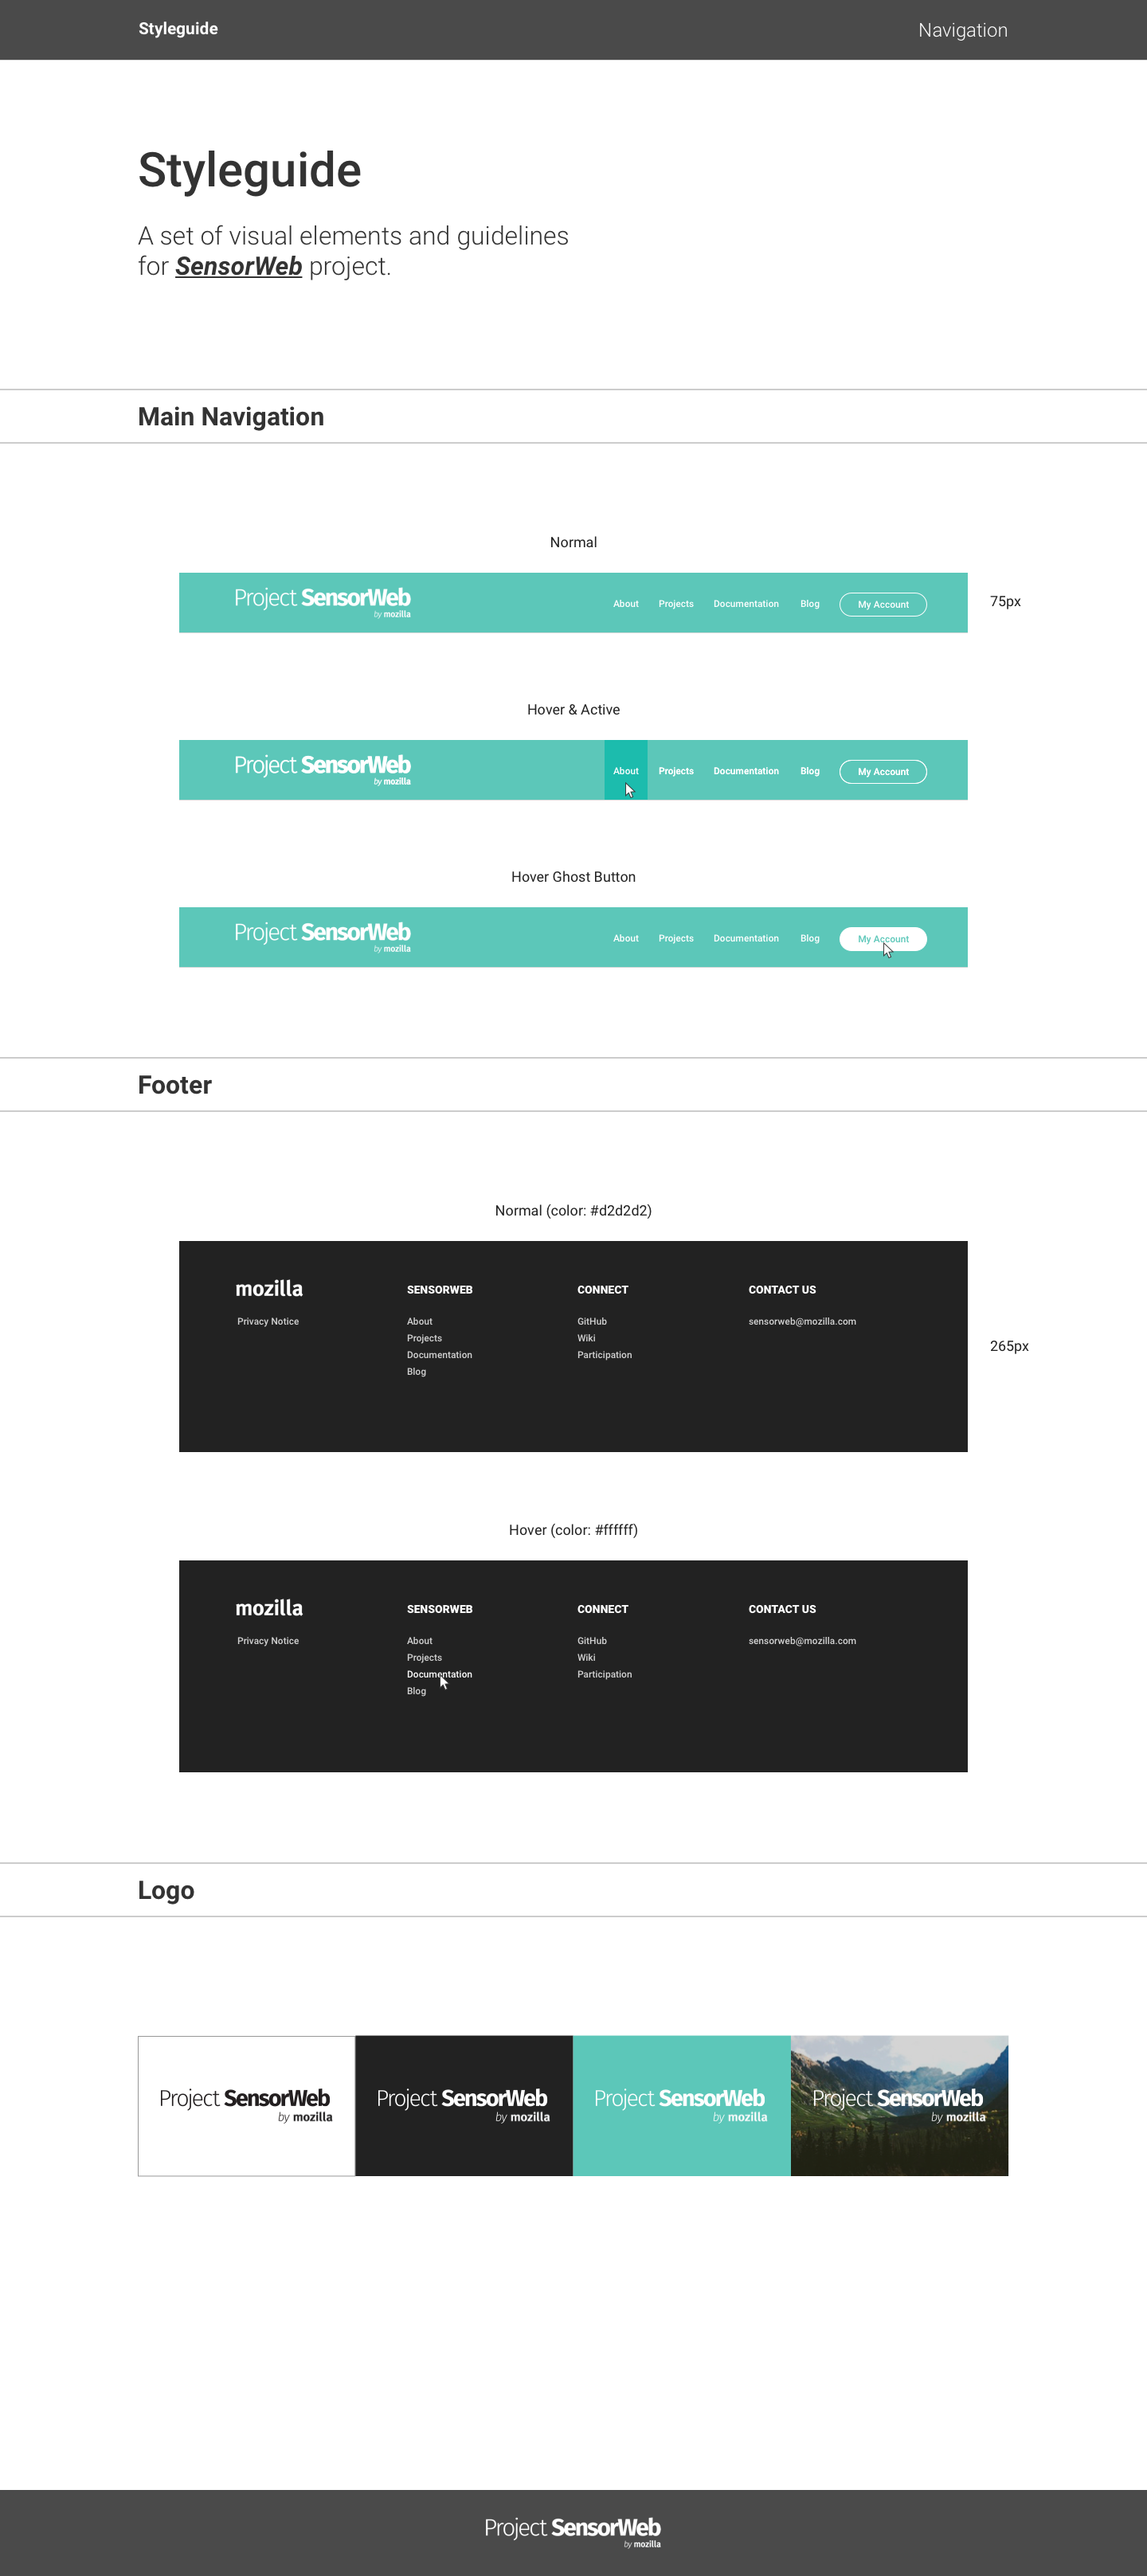 Styleguide
Navigation
Styleguide
A set of visual elements and guidelines
for SensorWeb project.
Main Navigation
Normal
Project SensorWeb
by mozilla
About Projects Documentation Blog My Account
75px
Hover & Active
Project SensorWeb
by mozilla
About Projects Documentation Blog My Account
Hover Ghost Button
Project SensorWeb
by mozilla
About Projects Documentation Blog My Account
Footer
Normal (color: #d2d2d2)
mozilla
Privacy Notice
SENSORWEB
About
Projects
Documentation
Blog
CONNECT
GitHub
Wiki
Participation
CONTACT US
sensorweb@mozilla.com
265px
Hover (color: #ffffff)
mozilla
Privacy Notice
SENSORWEB
About
Projects
Documentation
Blog
CONNECT
GitHub
Wiki
Participation
CONTACT US
sensorweb@mozilla.com
Logo
Project SensorWeb
by mozilla
Project SensorWeb
by mozilla
Project SensorWeb
by mozilla
Project SensorWeb
by mozilla
Project SensorWeb
by mozilla